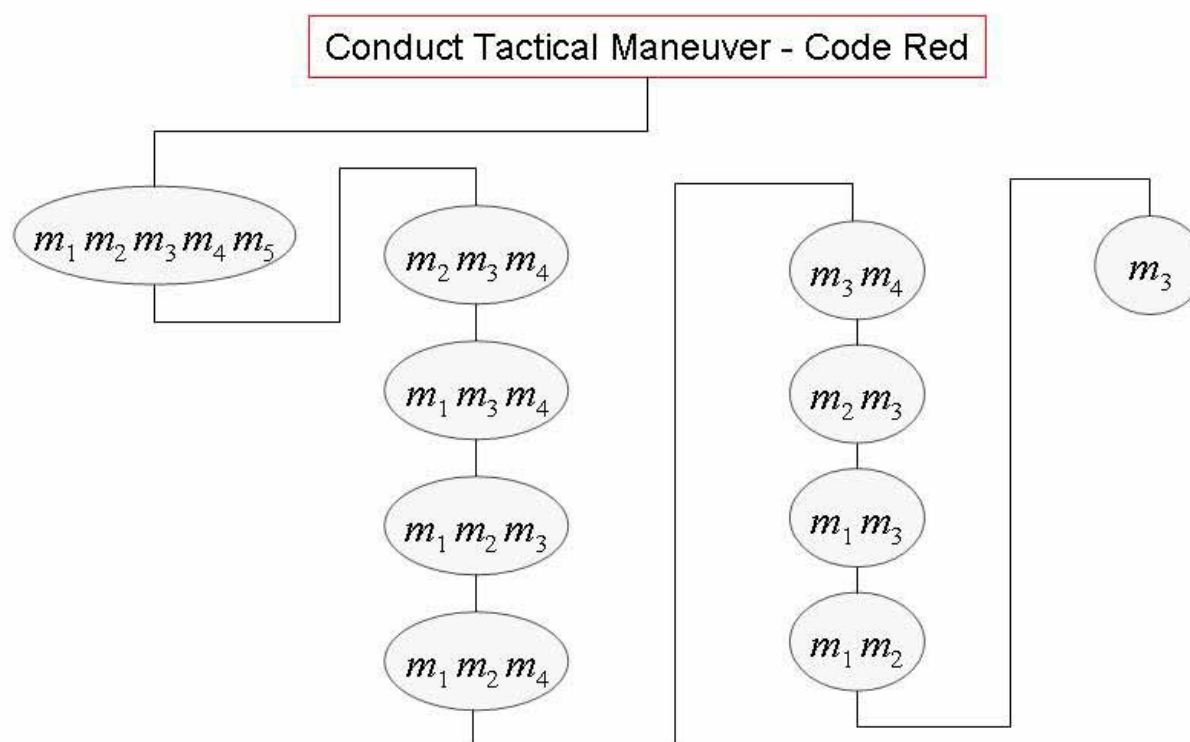 Conduct Tactical Maneuver - Code Red
m₁ m₂ m₃ m₄ m₅
m₂ m₃ m₄
m₁ m₃ m₄
m₁ m₂ m₃
m₁ m₂ m₄
m₃ m₄
m₂ m₃
m₁ m₃
m₁ m₂
m₃